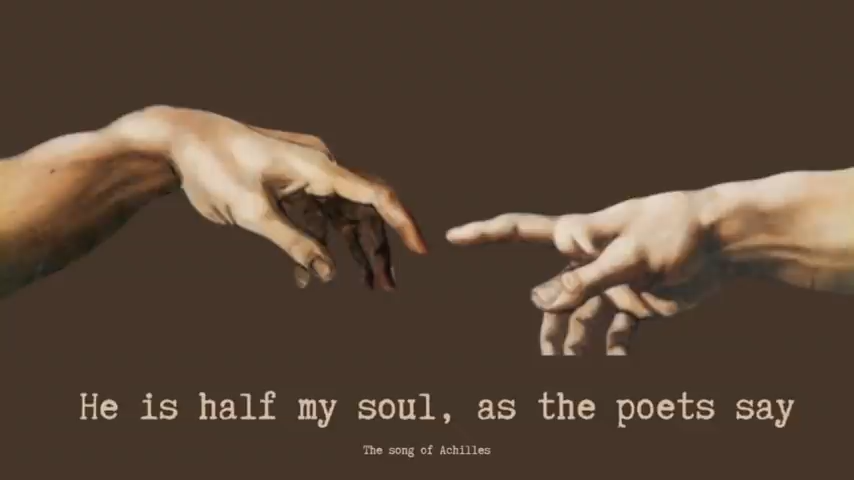 He is half my soul, as the poets say
The song of Achilles